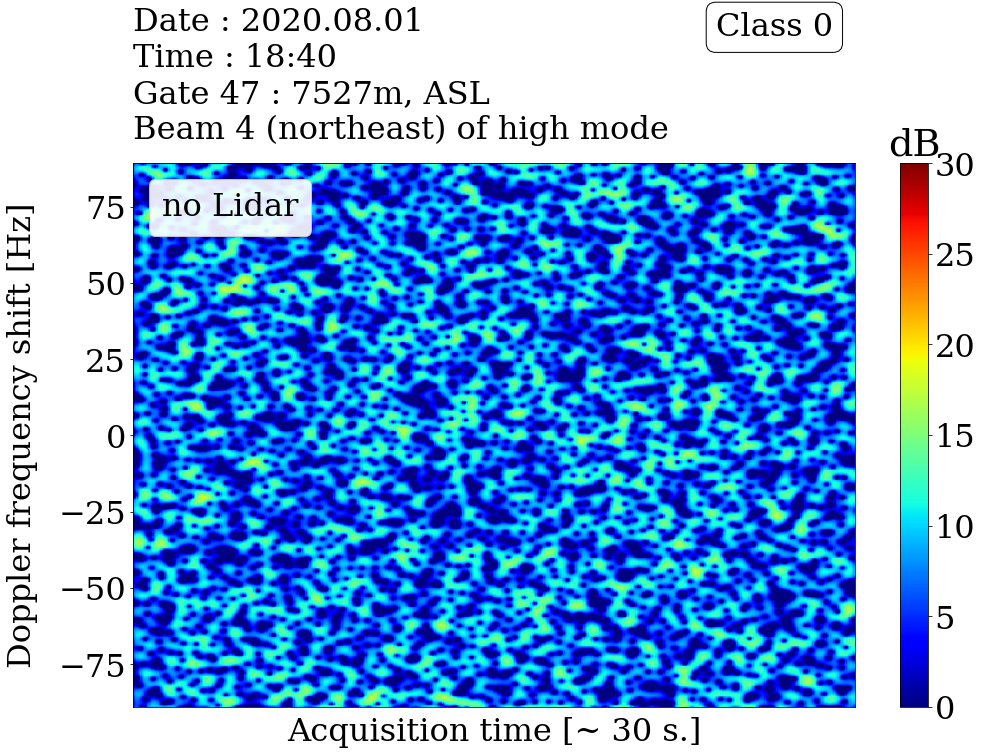 Date : 2020.08.01
Time : 18:40
Gate 47 : 7527m, ASL
Beam 4 (northeast) of high mode
Class 0
no Lidar
dB
30
25
20
15
10
5
0
Doppler frequency shift [Hz]
75
50
25
0
−25
−50
−75
Acquisition time [~ 30 s.]